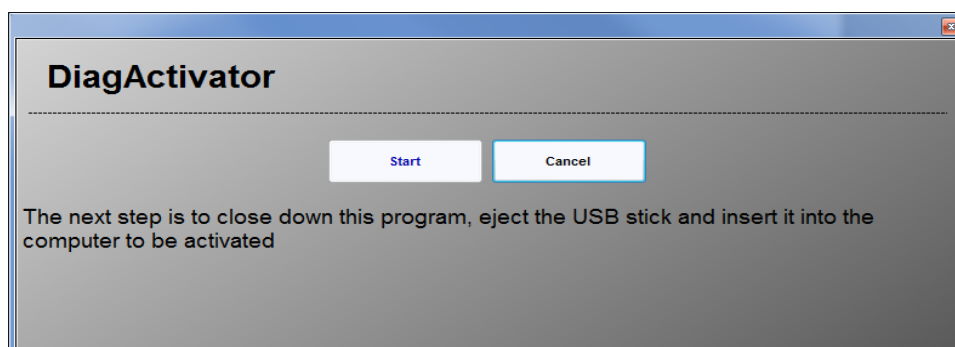 DiagActivator
Start
Cancel
The next step is to close down this program, eject the USB stick and insert it into the
computer to be activated